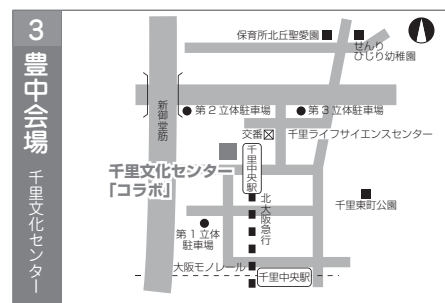 3
豊中会場
千里文化センター
保育所北丘聖愛園
せんり
ひじり幼稚園
新御堂筋
第2立体駐車場
第3立体駐車場
交番
千里ライフサイエンスセンター
千里文化センター
「コラボ」
千里中央駅
北大阪急行
千里東町公園
第1立体
駐車場
大阪モノレール
千里中央駅